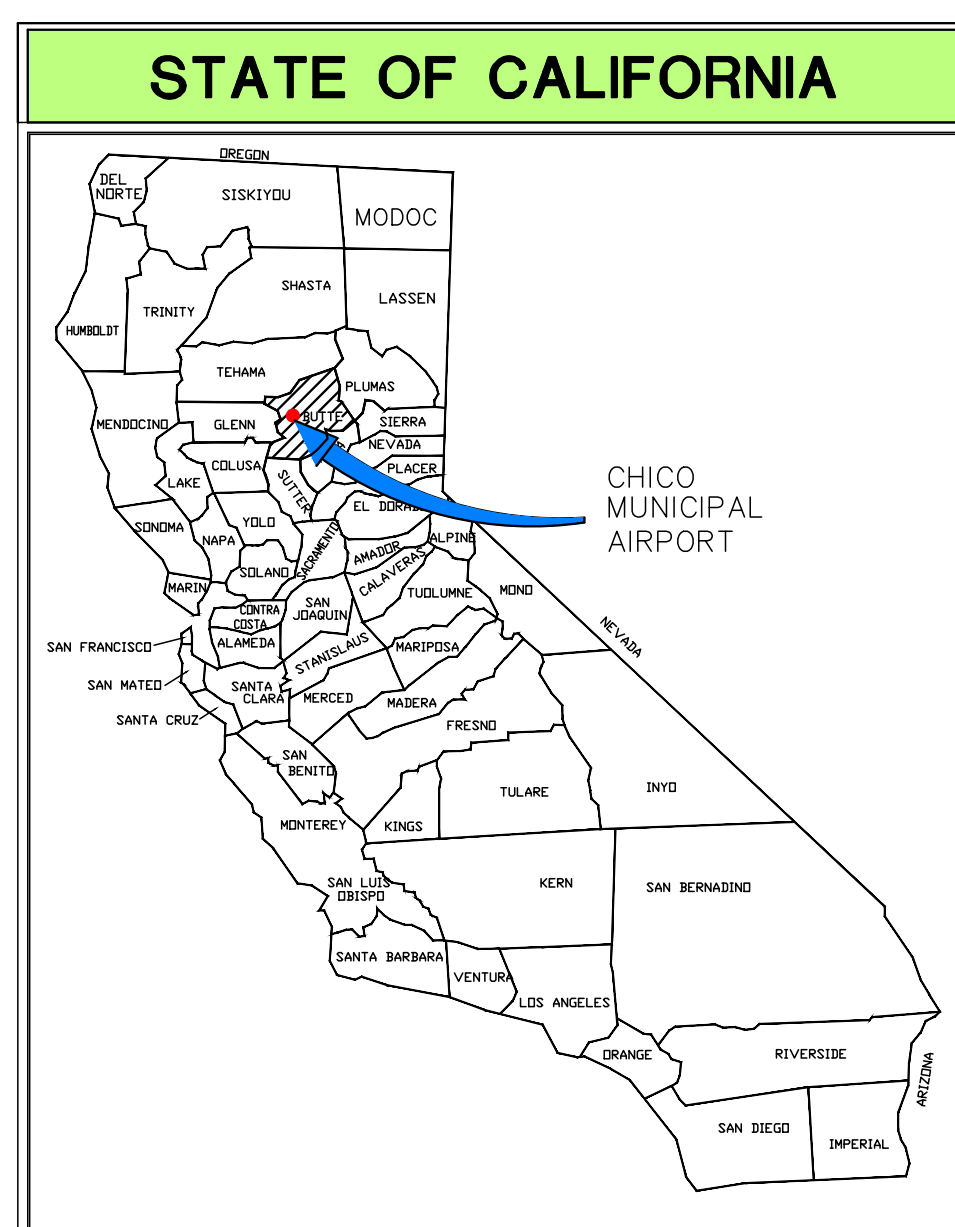 STATE OF CALIFORNIA
OREGON
DEL
NORTE
SISKIYOU
MODOC
SHASTA
LASSEN
TRINITY
HUMBOLDT
TEHAMA
PLUMAS
MENDOCINO
GLENN
BUTTE
SIERRA
NEVADA
COLUSA
PLACER
LAKE
SUTTER
CHICO
MUNICIPAL
AIRPORT
EL DORADO
SONOMA
YOLO
NAPA
SACRAMENTO
ALPINE
AMADOR
SOLANO
CALAVERAS
MARIN
TUOLUMNE
MONO
CONTRA
COSTA
SAN
JOAQUIN
NEVADA
SAN FRANCISCO
ALAMEDA
STANISLAUS
MARIPOSA
SAN MATEO
SANTA
CLARA
MERCED
MADERA
SANTA CRUZ
FRESNO
SAN
BENITO
TULARE
INYO
MONTEREY
KINGS
SAN LUIS
OBISPO
KERN
SAN BERNADINO
SANTA BARBARA
VENTURA
LOS ANGELES
ORANGE
RIVERSIDE
ARIZONA
SAN DIEGO
IMPERIAL